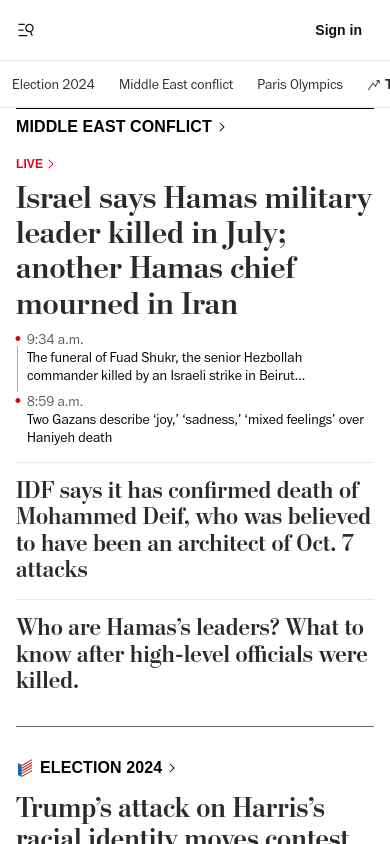 Sign in
Election 2024 Middle East conflict Paris Olympics
MIDDLE EAST CONFLICT
LIVE
Israel says Hamas military
leader killed in July;
another Hamas chief
mourned in Iran
9:34 a.m.
The funeral of Fuad Shukr, the senior Hezbollah
commander killed by an Israeli strike in Beirut...
8:59 a.m.
Two Gazans describe ‘joy,’ ‘sadness,’ ‘mixed feelings’ over
Haniyeh death
IDF says it has confirmed death of
Mohammed Deif, who was believed
to have been an architect of Oct. 7
attacks
Who are Hamas’s leaders? What to
know after high-level officials were
killed.
ELECTION 2024
Trump’s attack on Harris’s
racial identity moves contest